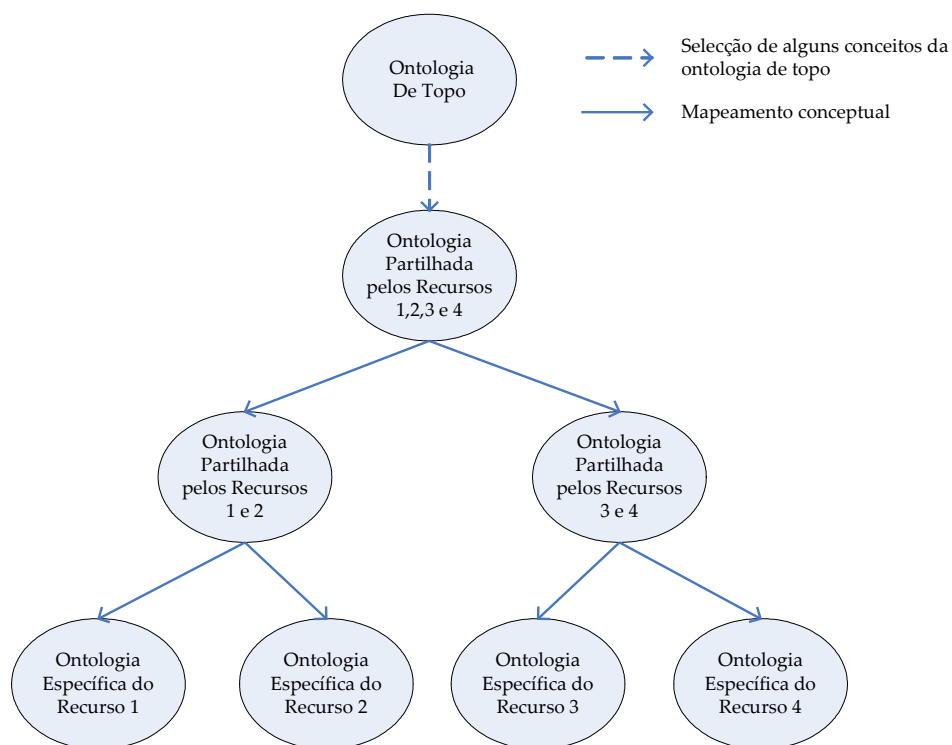 Ontologia
De Topo
Selecção de alguns conceitos da
ontologia de topo
Mapeamento conceptual
Ontologia
Partilhada
pelos Recursos
1,2,3 e 4
Ontologia
Partilhada
pelos Recursos
1 e 2
Ontologia
Partilhada
pelos Recursos
3 e 4
Ontologia
Específica do
Recurso 1
Ontologia
Específica do
Recurso 2
Ontologia
Específica do
Recurso 3
Ontologia
Específica do
Recurso 4